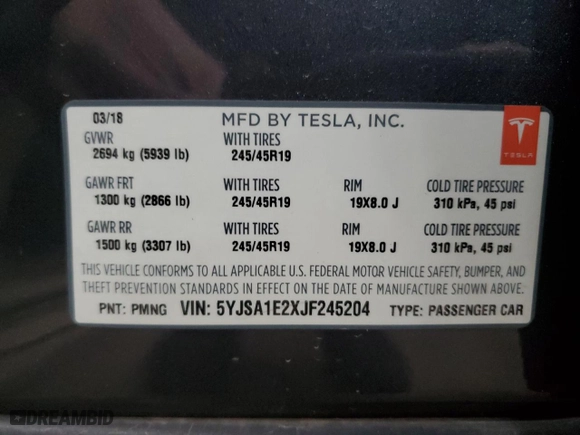 03/18 MFD BY TESLA, INC.
GVWR WITH TIRES
2694 kg (5939 lb) 245/45R19
TESLA
GAWR FRT WITH TIRES RIM COLD TIRE PRESSURE
1300 kg (2866 lb) 245/45R19 19X8.0 J 310 kPa, 45 psi
GAWR RR WITH TIRES RIM COLD TIRE PRESSURE
1500 kg (3307 lb) 245/45R19 19X8.0 J 310 kPa, 45 psi
THIS VEHICLE CONFORMS TO ALL APPLICABLE U.S. FEDERAL MOTOR VEHICLE SAFETY, BUMPER, AND
THEFT PREVENTION STANDARDS IN EFFECT ON THE DATE OF MANUFACTURE SHOWN ABOVE.
PNT: PMNG VIN: 5YJSA1E2XJF245204 TYPE: PASSENGER CAR
DREAMBID